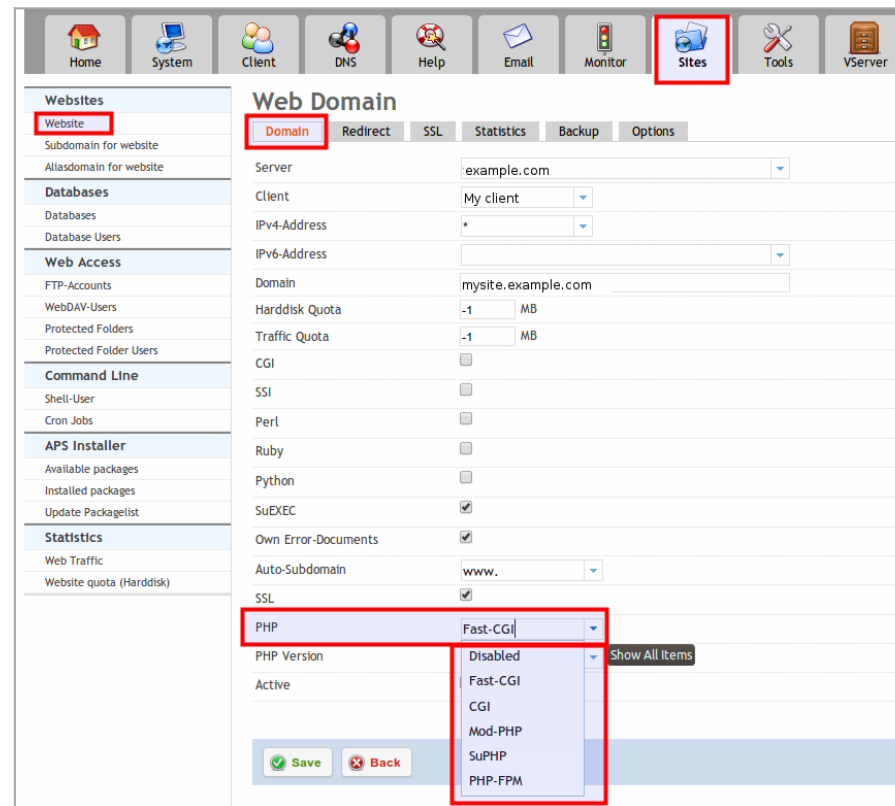 Home System Client DNS Help Email Monitor Sites Tools VServer
Websites
Website
Subdomain for website
Aliasdomain for website
Databases
Databases
Database Users
Web Access
FTP-Accounts
WebDAV-Users
Protected Folders
Protected Folder Users
Command Line
Shell-User
Cron Jobs
APS Installer
Available packages
Installed packages
Update Packagelist
Statistics
Web Traffic
Website quota (Harddisk)
Web Domain
Domain Redirect SSL Statistics Backup Options
Server example.com
Client My client
IPv4-Address *
IPv6-Address
Domain mysite.example.com
Harddisk Quota -1 MB
Traffic Quota -1 MB
CGI
SSI
Perl
Ruby
Python
SuEXEC
Own Error-Documents
Auto-Subdomain www.
SSL
PHP Fast-CGI
PHP Version Disabled Show All Items
Active Fast-CGI
CGI
Mod-PHP
SuPHP
PHP-FPM
Save Back